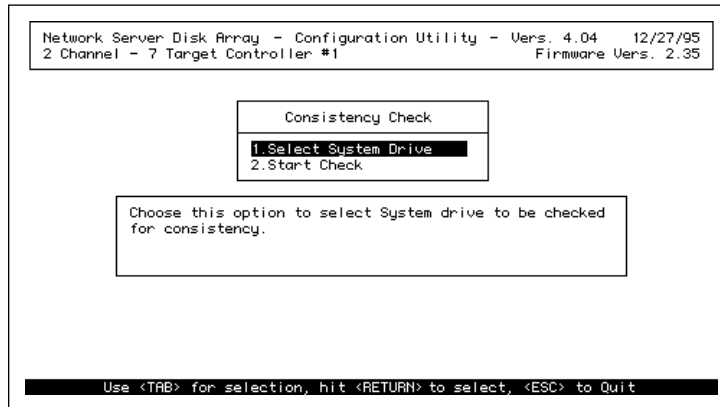 Network Server Disk Array - Configuration Utility - Vers. 4.04 12/27/95
2 Channel - 7 Target Controller #1 Firmware Vers. 2.35
Consistency Check
1.Select System Drive
2.Start Check
Choose this option to select System drive to be checked
for consistency.
Use <TAB> for selection, hit <RETURN> to select, <ESC> to Quit